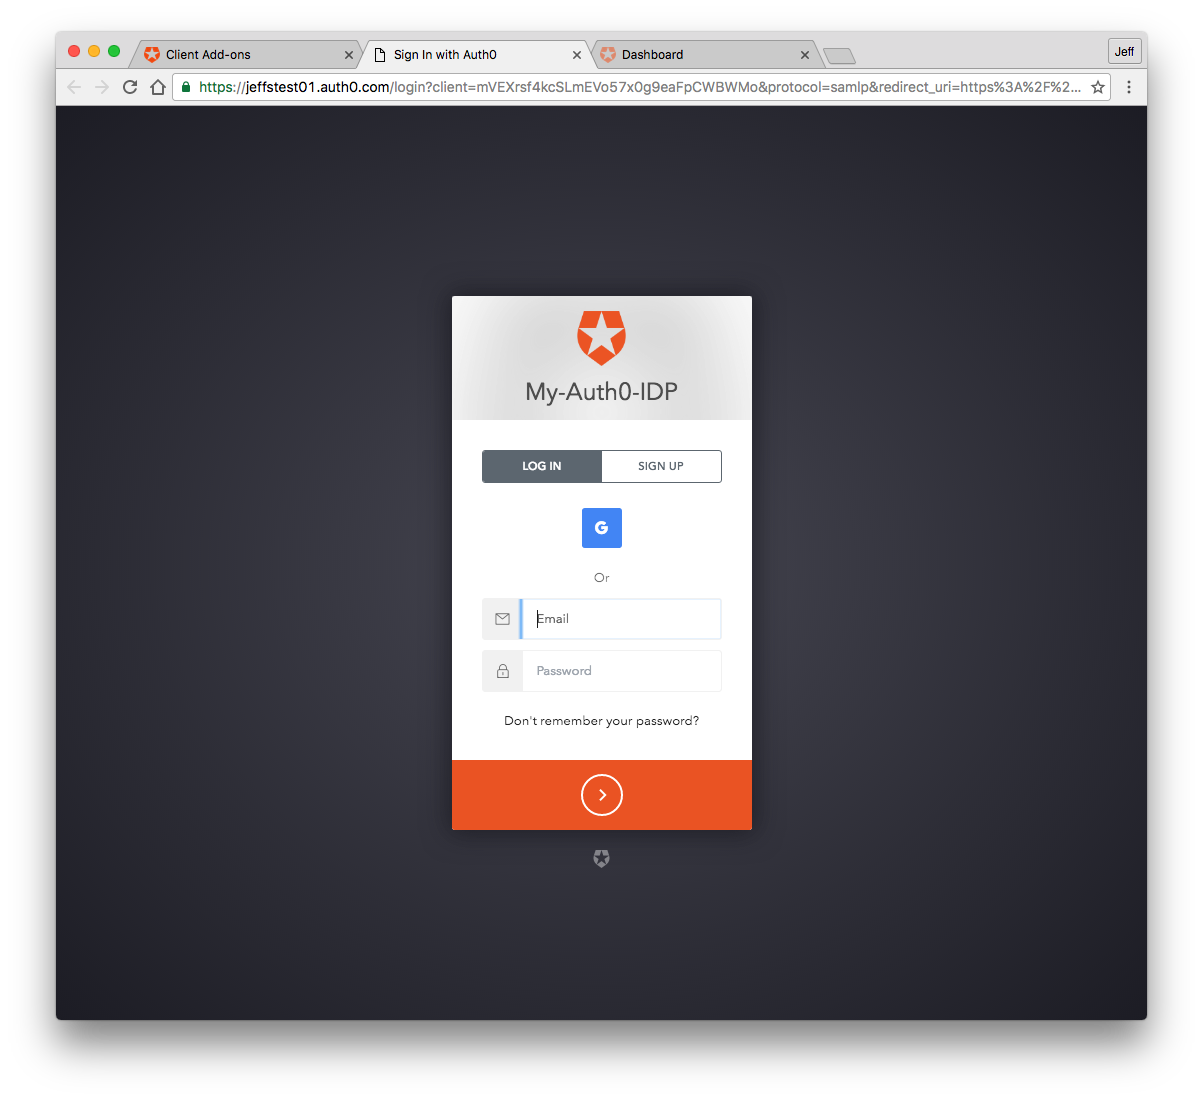 Client Add-ons
Sign In with Auth0
Dashboard
Jeff
https://jeffstest01.auth0.com/login?client=mVEXrsf4kcSLmEVo57x0g9eaFpCWBWMo&protocol=samlp&redirect_uri=https%3A%2F%2...
My-Auth0-IDP
LOG IN
SIGN UP
G
Or
Email
Password
Don't remember your password?